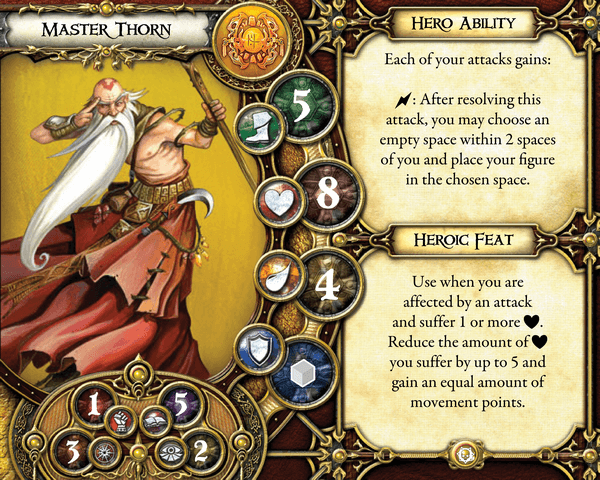 Master Thorn
5
8
4
1
5
3
2
Hero Ability
Each of your attacks gains:
: After resolving this
attack, you may choose an
empty space within 2 spaces
of you and place your figure
in the chosen space.
Heroic Feat
Use when you are
affected by an attack
and suffer 1 or more ♥.
Reduce the amount of ♥
you suffer by up to 5 and
gain an equal amount of
movement points.